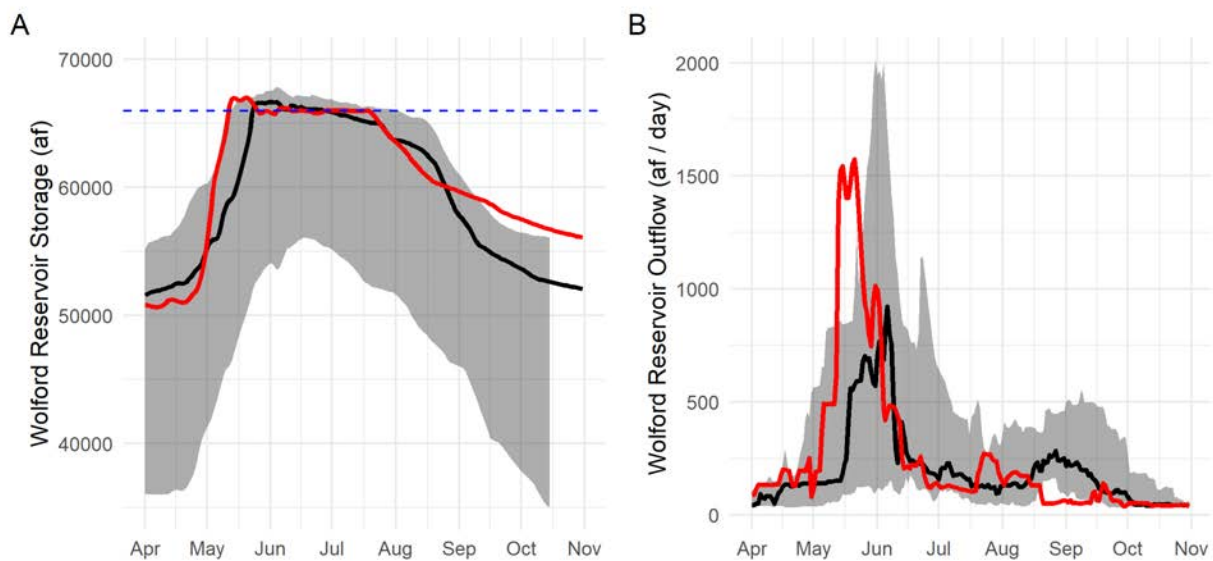 A
Wolford Reservoir Storage (af)
70000
60000
50000
40000
Apr May Jun Jul Aug Sep Oct Nov
B
Wolford Reservoir Outflow (af / day)
2000
1500
1000
500
0
Apr May Jun Jul Aug Sep Oct Nov